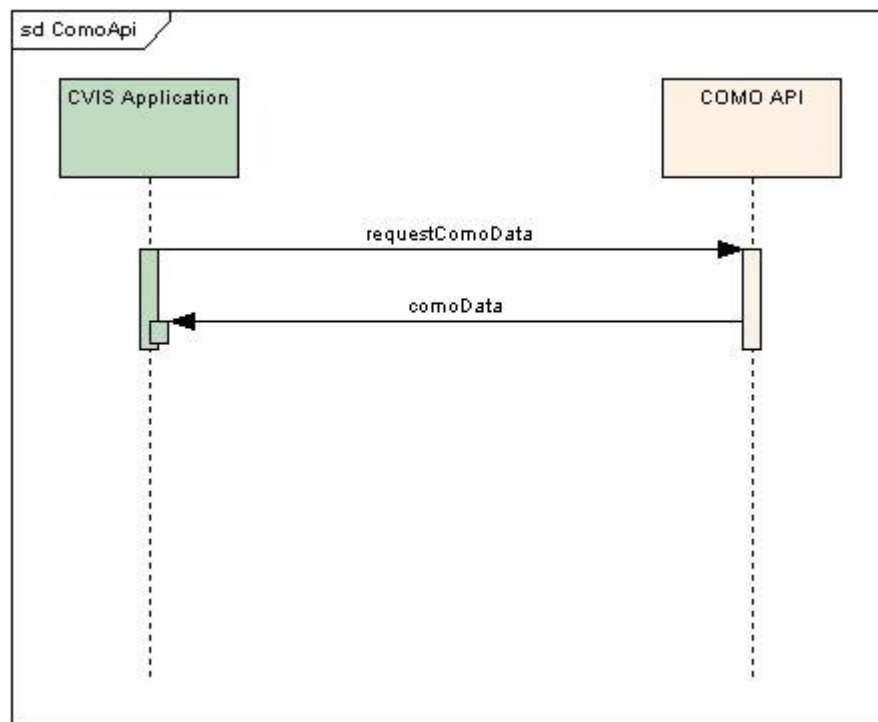 sd ComoApi
CVIS Application
COMO API
requestComoData
comoData